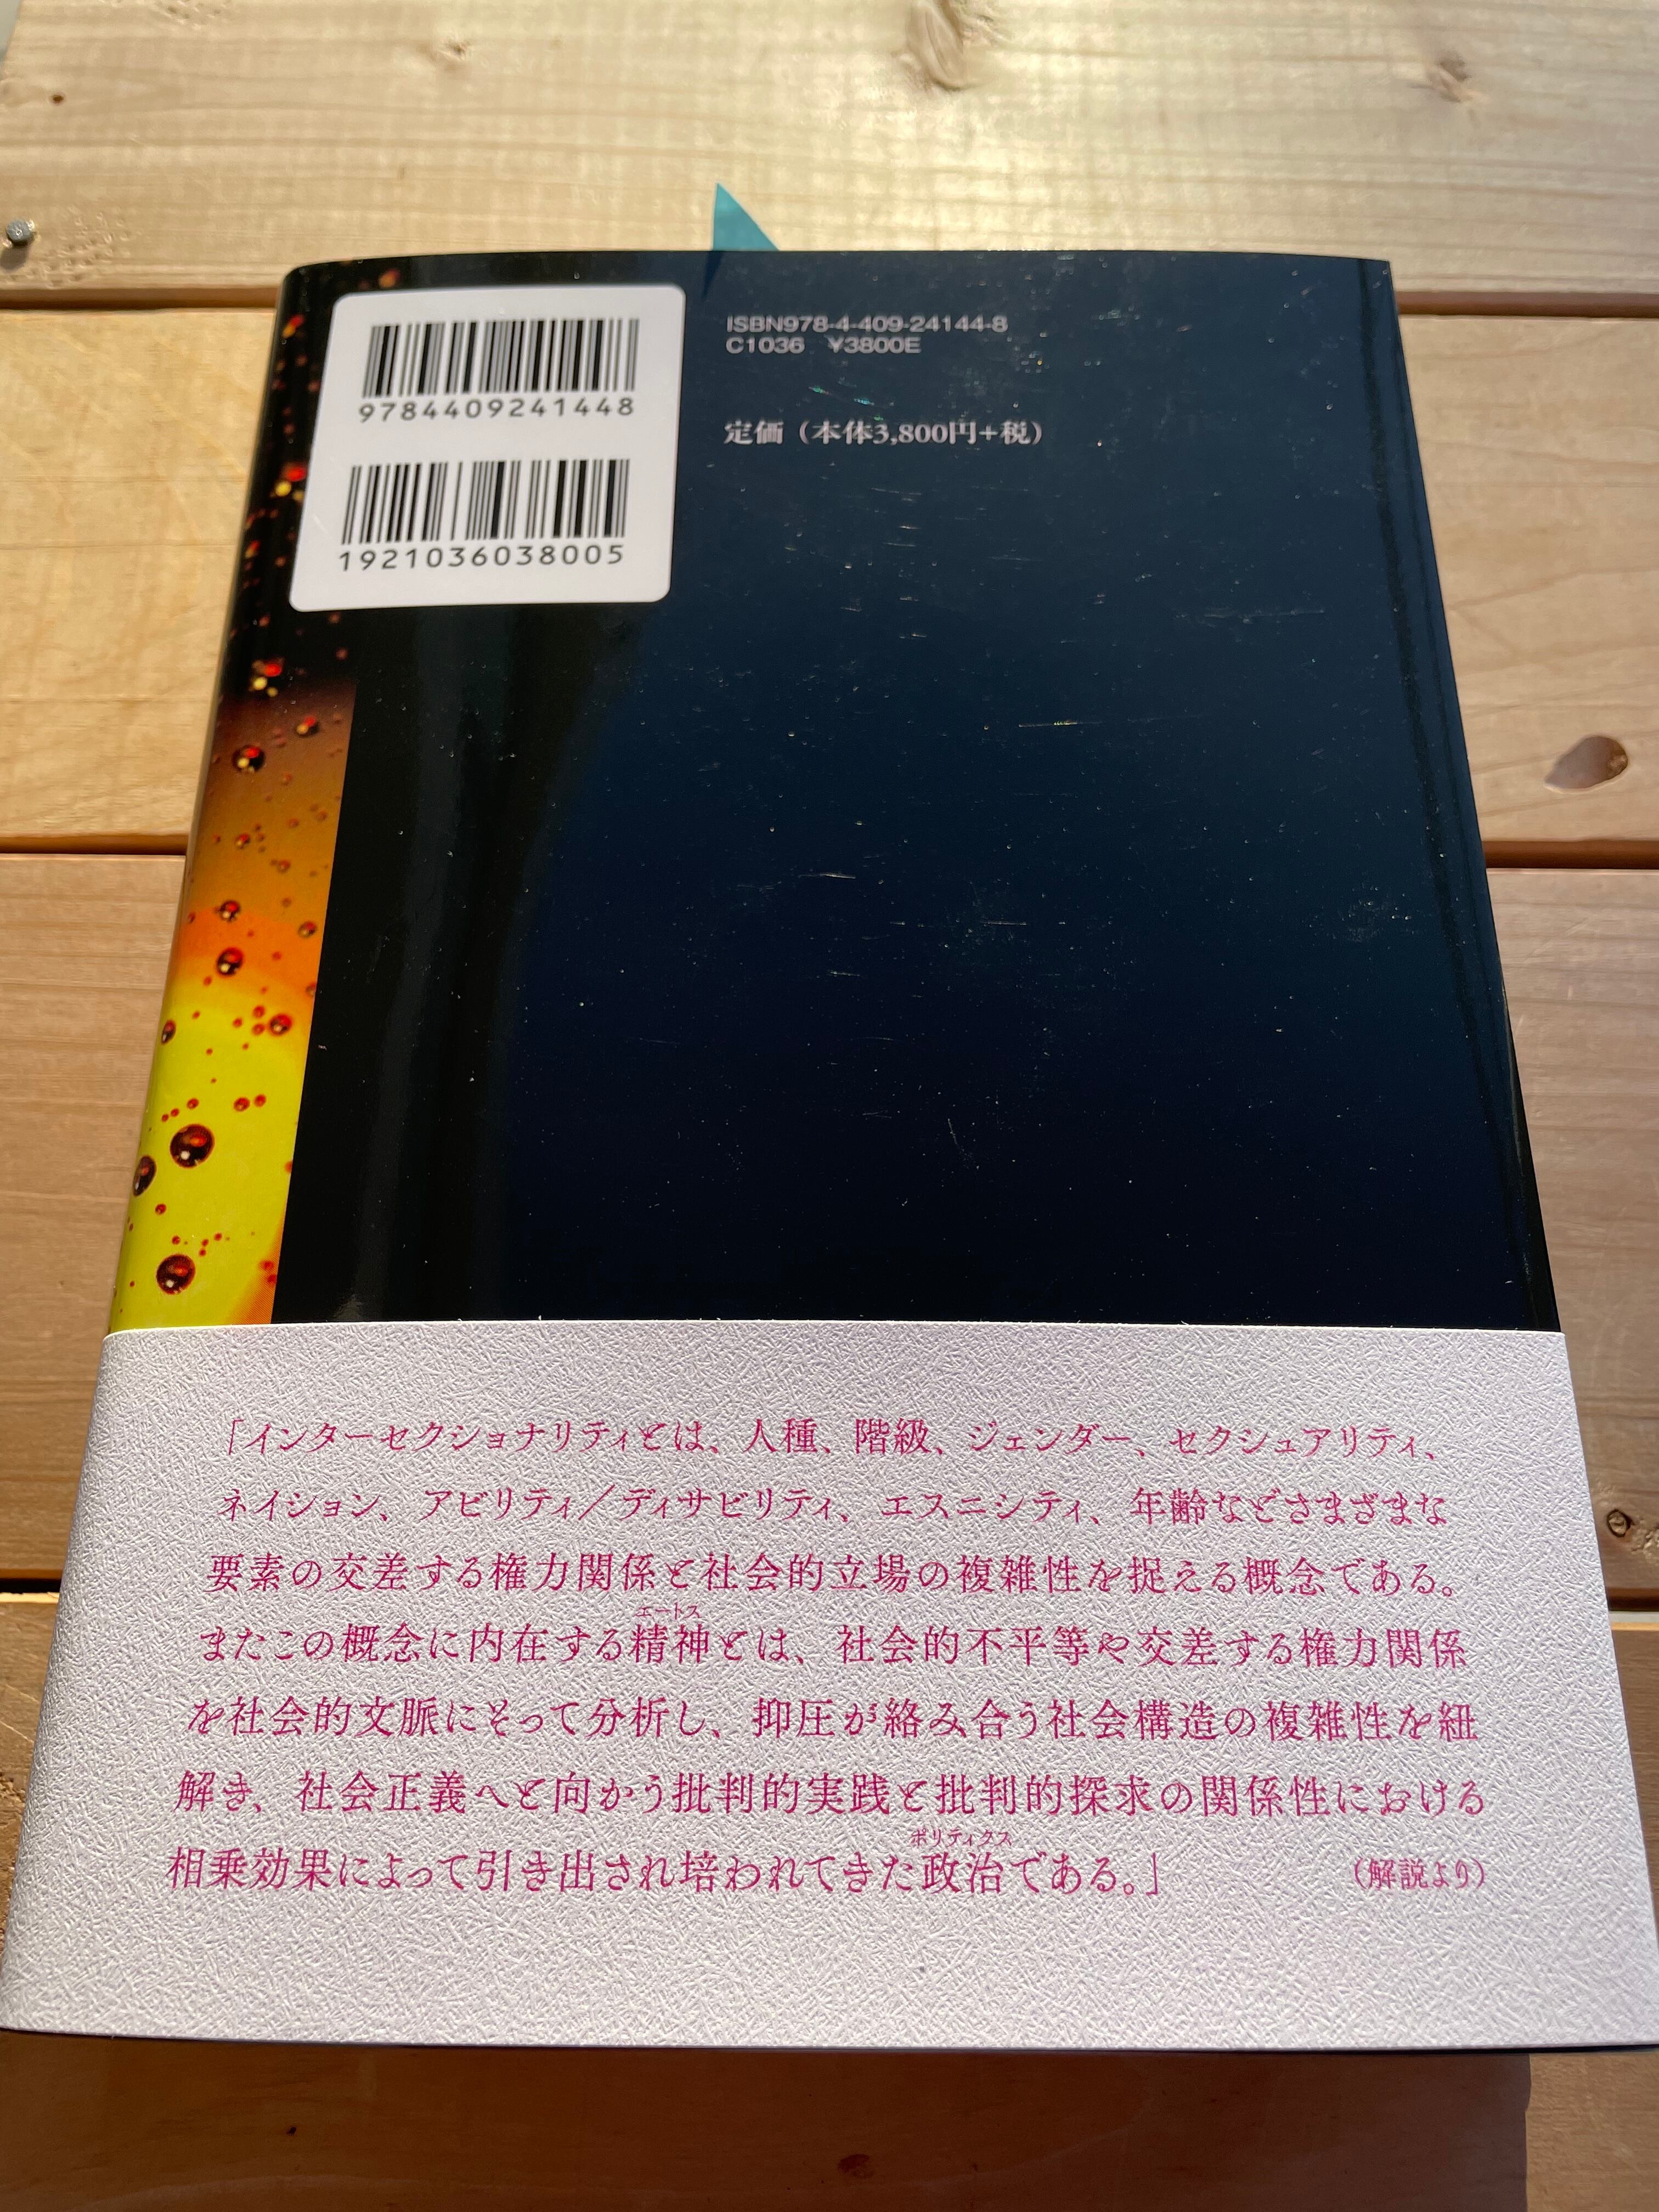 9784409241448
1921036038005
ISBN978-4-409-24144-8
C1036 ¥3800E
定価（本体3,800円+税）
「インターセクショナリティとは、人種、階級、ジェンダー、セクシュアリティ、
ネイション、アビリティ／ディサビリティ、エスニシティ、年齢などさまざまな
要素の交差する権力関係と社会的立場の複雑性を捉える概念である。
エートス
またこの概念に内在する精神とは、社会的不平等や交差する権力関係
を社会的文脈にそって分析し、抑圧が絡み合う社会構造の複雑性を紐
解き、社会正義へと向かう批判的実践と批判的探求の関係性における
ポリティクス
相乗効果によって引き出され培われてきた政治である。」
（解説より）